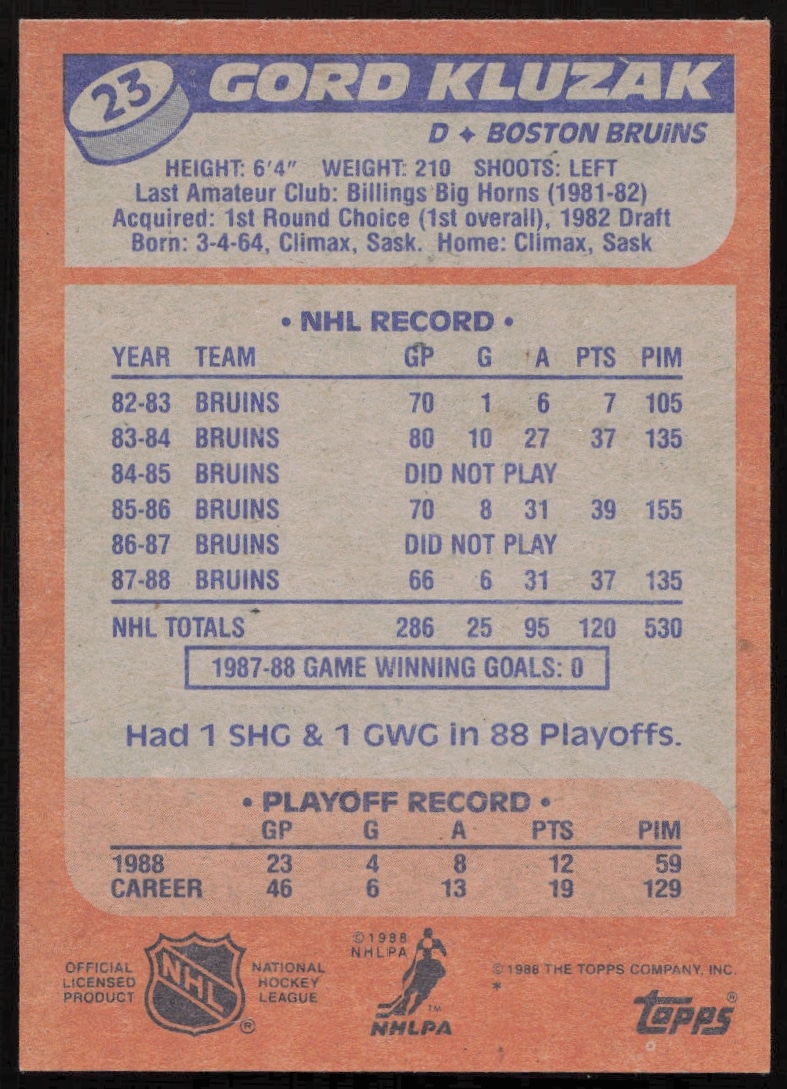 23 GORD KLUZAK
D ✦ BOSTON BRUINS
HEIGHT: 6'4" WEIGHT: 210 SHOOTS: LEFT
Last Amateur Club: Billings Big Horns (1981-82)
Acquired: 1st Round Choice (1st overall), 1982 Draft
Born: 3-4-64, Climax, Sask. Home: Climax, Sask
• NHL RECORD •
YEAR TEAM GP G A PTS PIM
82-83 BRUINS 70 1 6 7 105
83-84 BRUINS 80 10 27 37 135
84-85 BRUINS DID NOT PLAY
85-86 BRUINS 70 8 31 39 155
86-87 BRUINS DID NOT PLAY
87-88 BRUINS 66 6 31 37 135
NHL TOTALS 286 25 95 120 530
1987-88 GAME WINNING GOALS: 0
Had 1 SHG & 1 GWG in 88 Playoffs.
• PLAYOFF RECORD •
GP G A PTS PIM
1988 23 4 8 12 59
CAREER 46 6 13 19 129
OFFICIAL
LICENSED
PRODUCT
NHL
®
NATIONAL
HOCKEY
LEAGUE
©1988
NHLPA
TM
NHLPA
©1988 THE TOPPS COMPANY, INC.
*
topps®